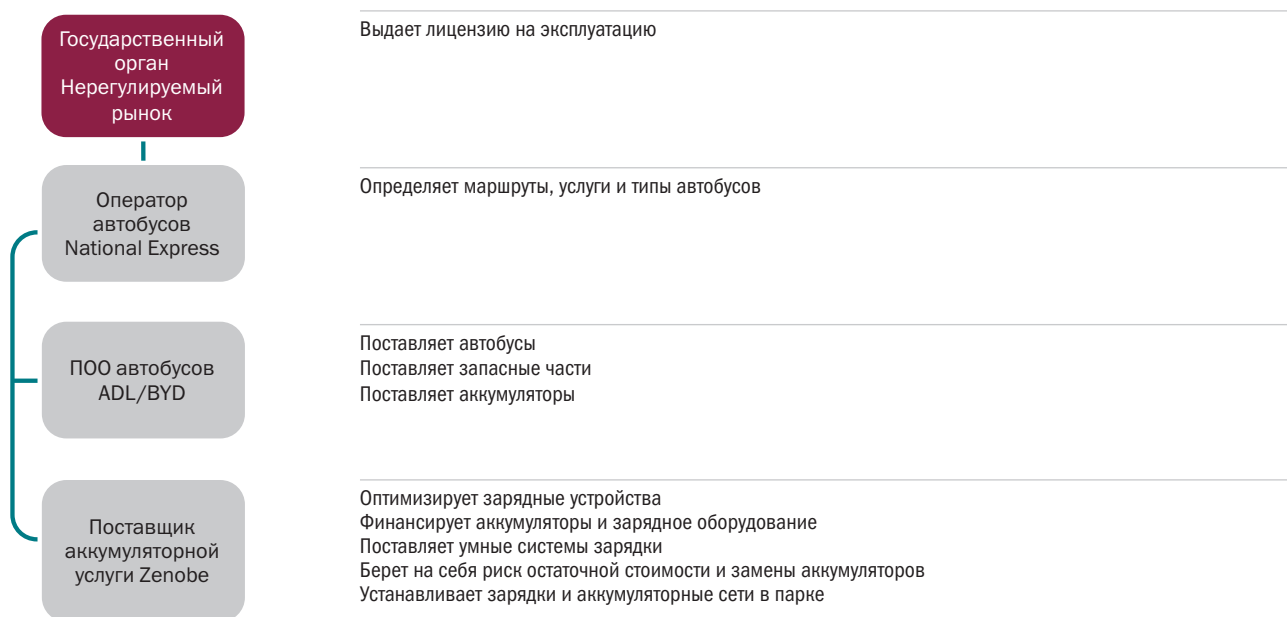 Государственный
орган
Нерегулируемый
рынок
Выдает лицензию на эксплуатацию
Оператор
автобусов
National Express
Определяет маршруты, услуги и типы автобусов
ПОО автобусов
ADL/BYD
Поставляет автобусы
Поставляет запасные части
Поставляет аккумуляторы
Поставщик
аккумуляторной
услуги Zenobe
Оптимизирует зарядные устройства
Финансирует аккумуляторы и зарядное оборудование
Поставляет умные системы зарядки
Берет на себя риск остаточной стоимости и замены аккумуляторов
Устанавливает зарядки и аккумуляторные сети в парке